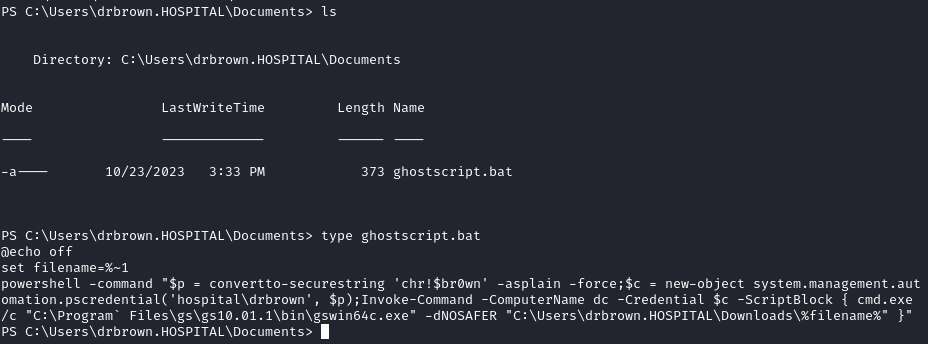 PS C:\Users\drbrown.HOSPITAL\Documents> ls
Directory: C:\Users\drbrown.HOSPITAL\Documents
Mode LastWriteTime Length Name
---- ------------- ------ ----
-a---- 10/23/2023 3:33 PM 373 ghostscript.bat
PS C:\Users\drbrown.HOSPITAL\Documents> type ghostscript.bat
@echo off
set filename=%~1
powershell -command "$p = convertto-securestring 'chr!$br0wn' -asplain -force;$c = new-object system.management.aut
omation.pscredential('hospital\drbrown', $p);Invoke-Command -ComputerName dc -Credential $c -ScriptBlock { cmd.exe
/c "C:\Program` Files\gs\gs10.01.1\bin\gswin64c.exe" -dNOSAFER "C:\Users\drbrown.HOSPITAL\Downloads\%filename%" }"
PS C:\Users\drbrown.HOSPITAL\Documents>